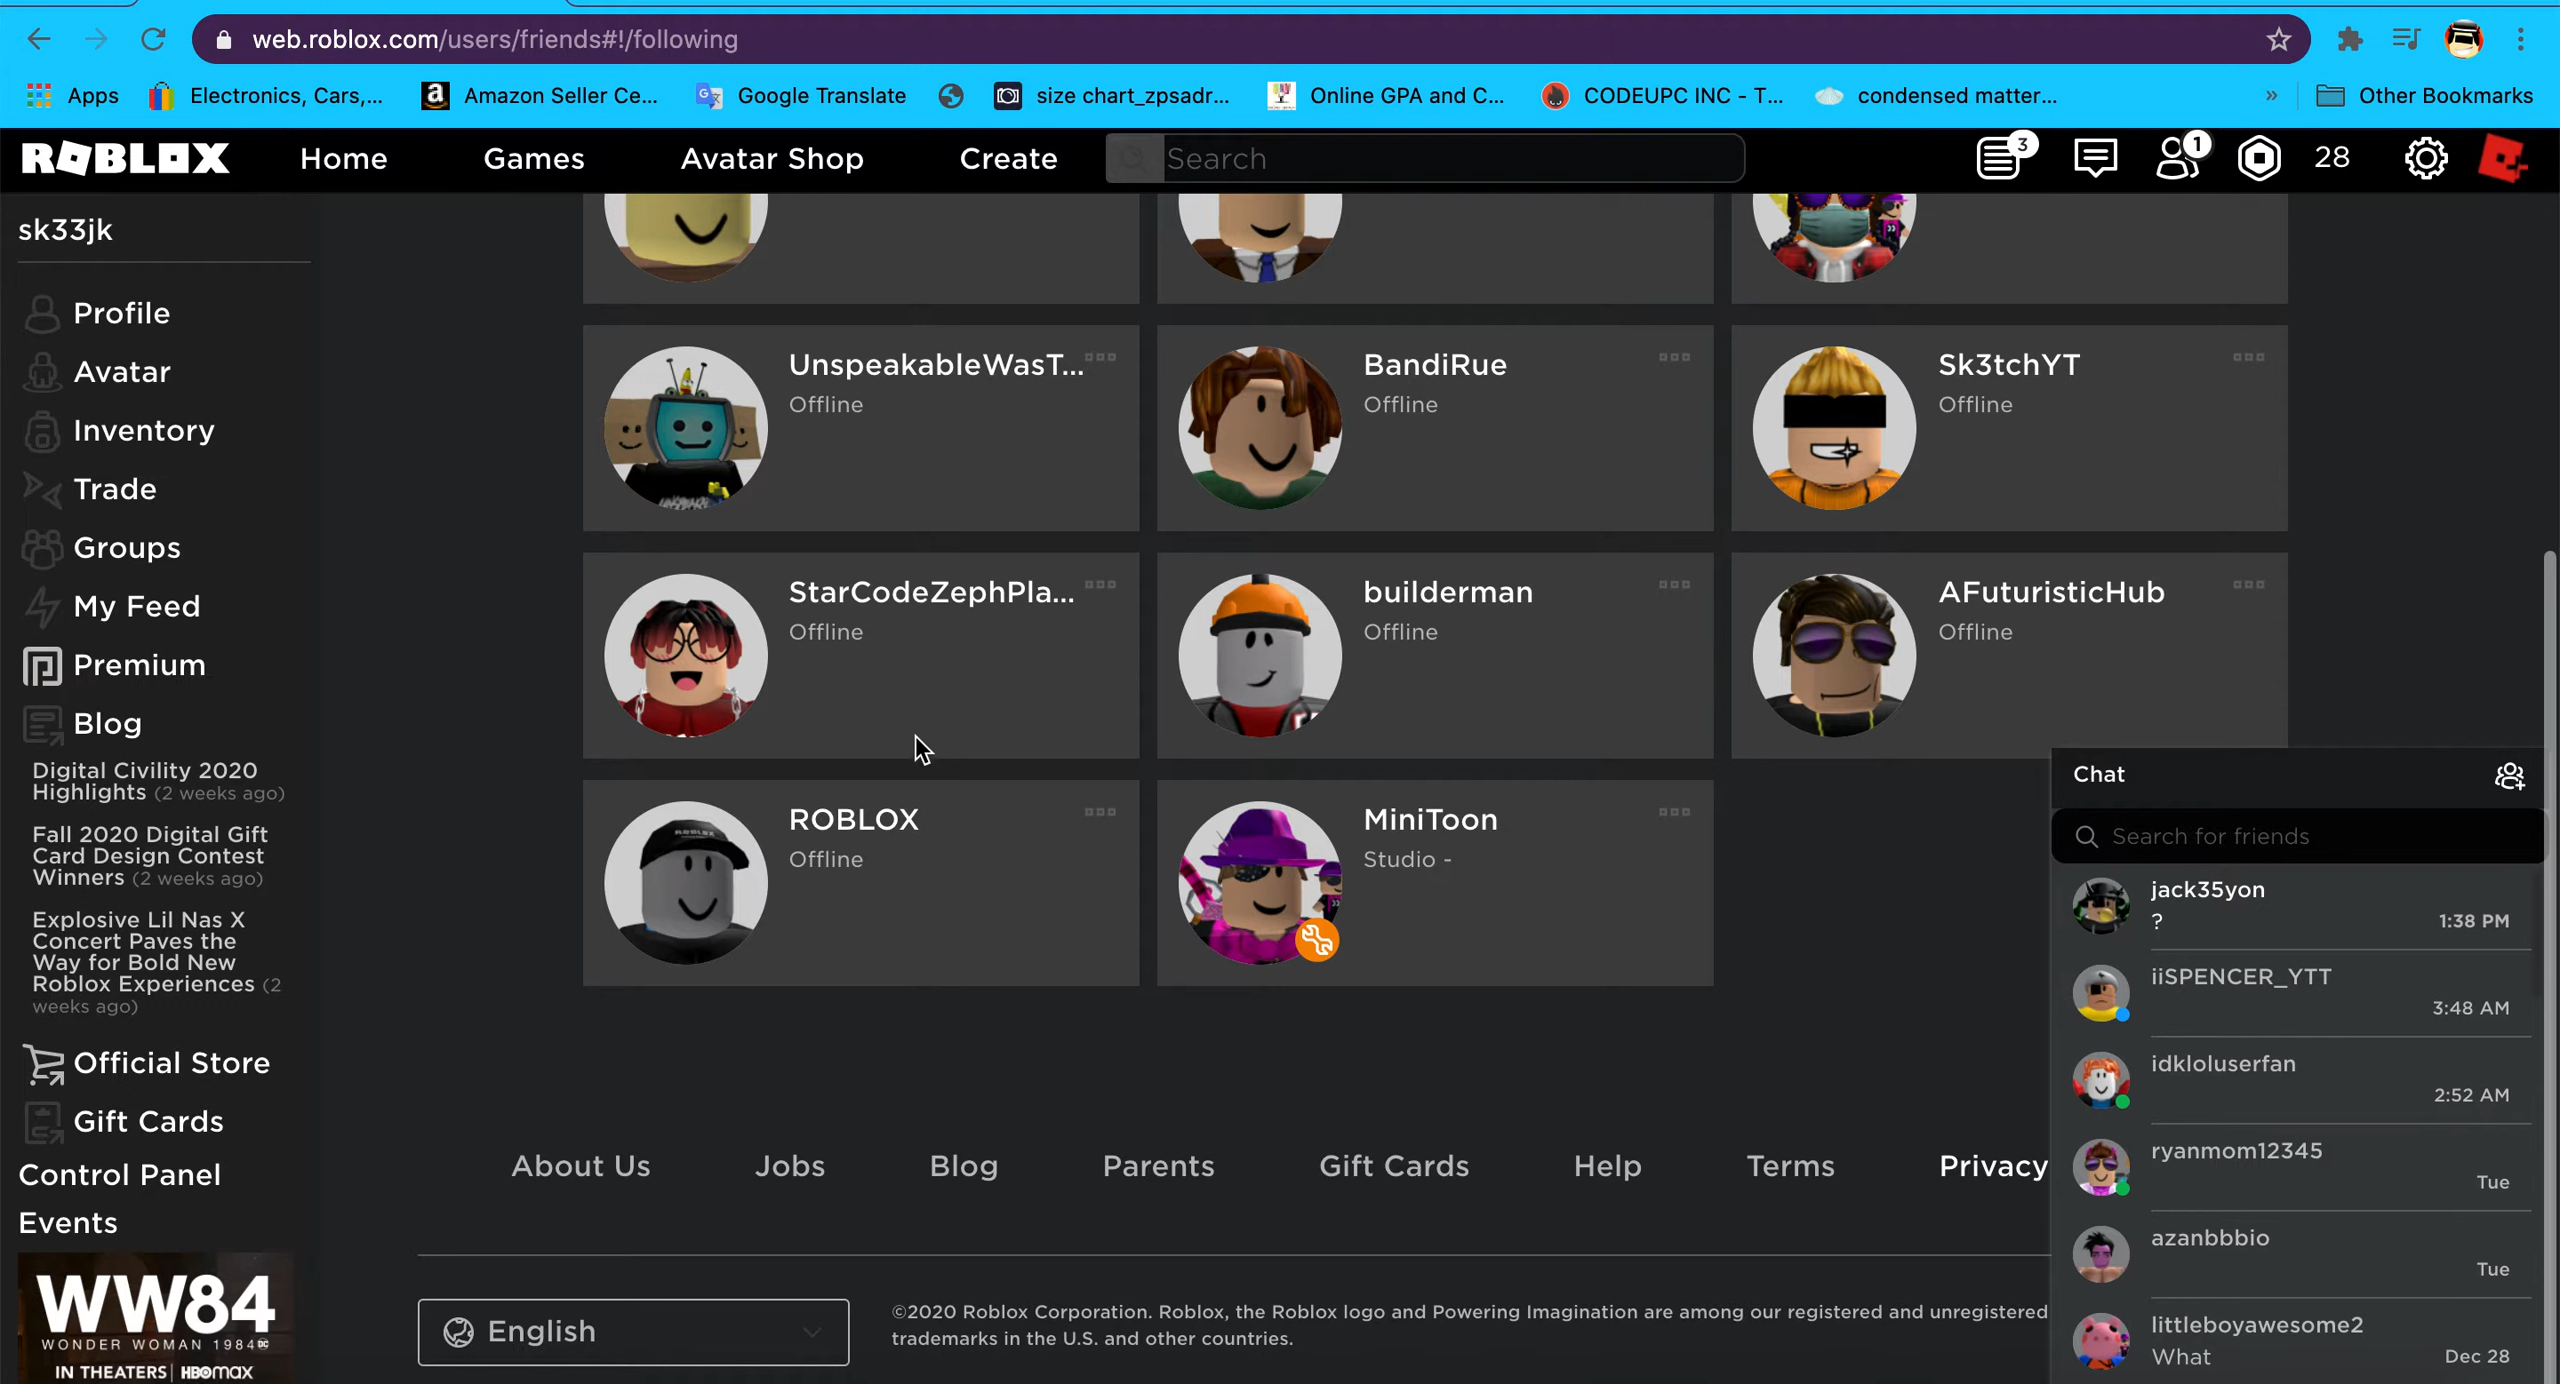 web.roblox.com/users/friends#!/following
Apps
Electronics, Cars,...
Amazon Seller Ce...
Google Translate
size chart_zpsadr...
Online GPA and C...
CODEUPC INC - T...
condensed matter...
»
Other Bookmarks
ROBLOX
Home
Games
Avatar Shop
Create
Search
3
1
28
sk33jk
Profile
Avatar
Inventory
Trade
Groups
My Feed
Premium
Blog
Digital Civility 2020
Highlights (2 weeks ago)
Fall 2020 Digital Gift
Card Design Contest
Winners (2 weeks ago)
Explosive Lil Nas X
Concert Paves the
Way for Bold New
Roblox Experiences (2
weeks ago)
Official Store
Gift Cards
Control Panel
Events
WW84
WONDER WOMAN 1984
IN THEATERS | HBOMAX
UnspeakableWasT...
Offline
BandiRue
Offline
Sk3tchYT
Offline
StarCodeZephPla...
Offline
builderman
Offline
AFuturisticHub
Offline
ROBLOX
Offline
MiniToon
Studio -
About Us
Jobs
Blog
Parents
Gift Cards
Help
Terms
Privacy
English
©2020 Roblox Corporation. Roblox, the Roblox logo and Powering Imagination are among our registered and unregistered
trademarks in the U.S. and other countries.
Chat
Search for friends
jack35yon
?
1:38 PM
iiSPENCER_YTT
3:48 AM
idkloluserfan
2:52 AM
ryanmom12345
Tue
azanbbbio
Tue
littleboyawesome2
What
Dec 28